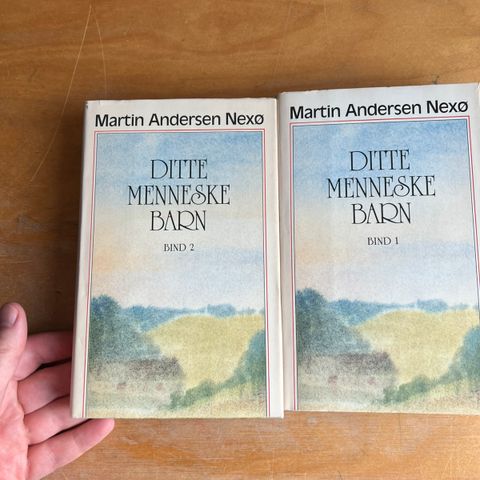 Martin Andersen Nexø
DITTE
MENNESKE
BARN
BIND 2
Martin Andersen Nexø
DITTE
MENNESKE
BARN
BIND 1